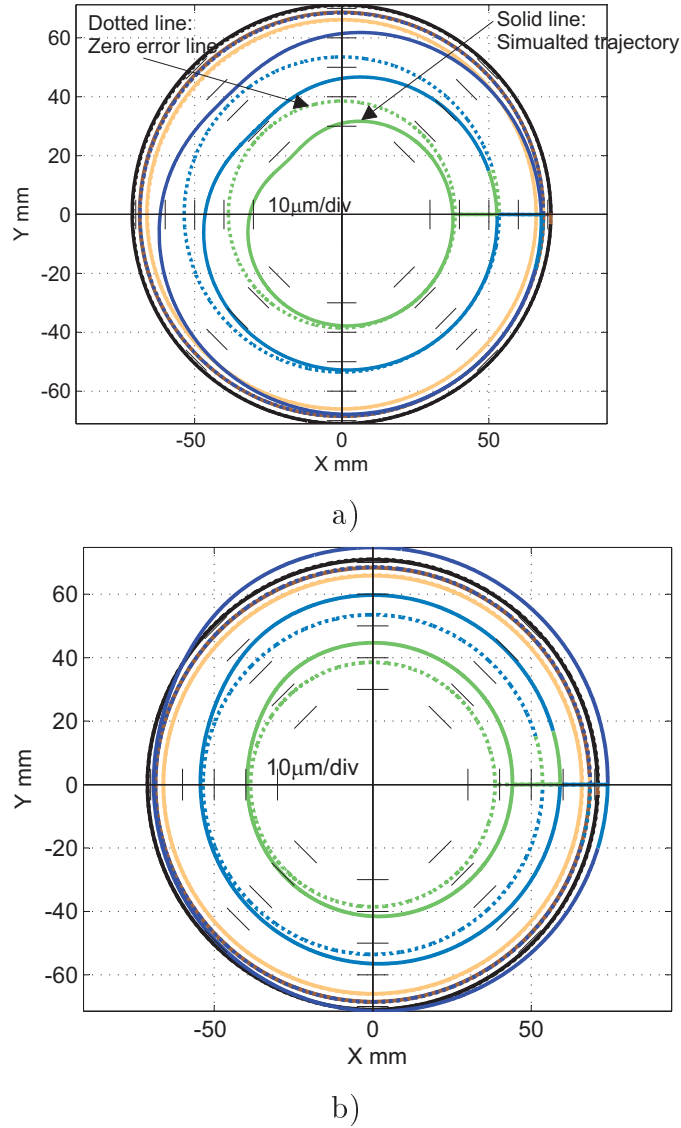 Dotted line:
Zero error line
Solid line:
Simualted trajectory
60
40
20
0
-20
-40
-60
Y mm
10μm/div
-50
0
50
X mm
a)
60
40
20
0
-20
-40
-60
Y mm
10μm/div
-50
0
50
X mm
b)